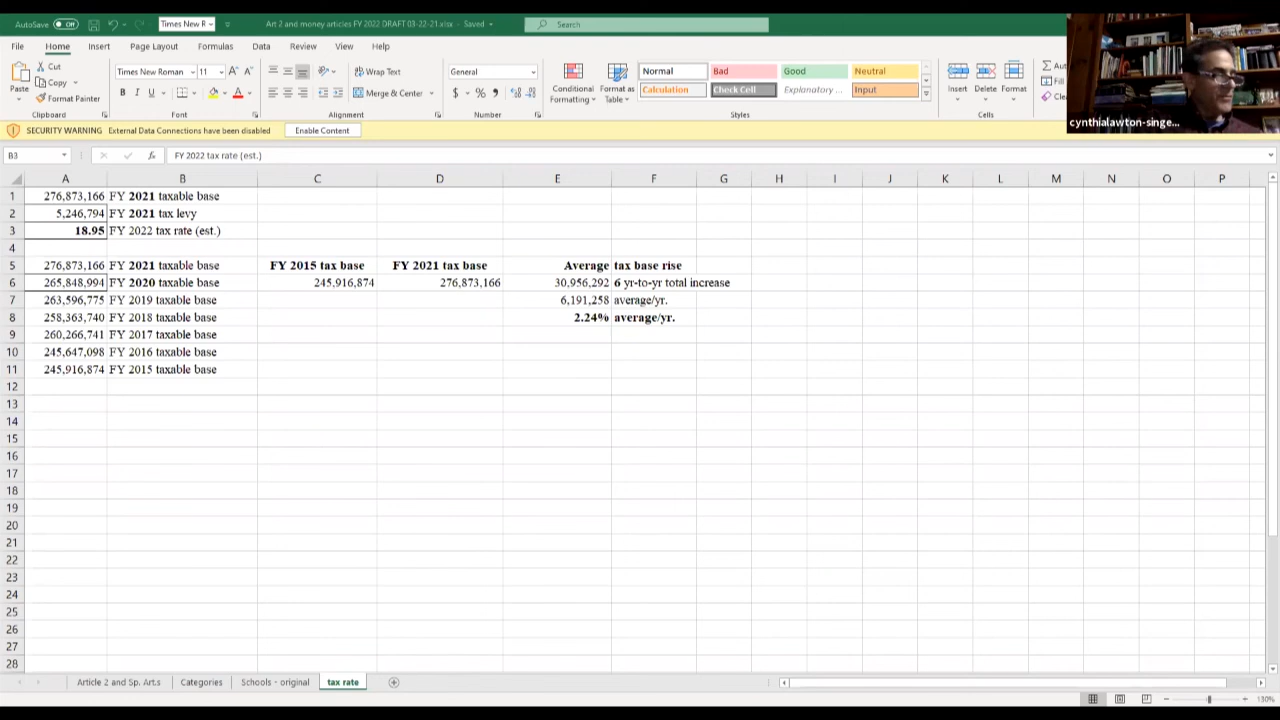 AutoSave Off Times New R Art 2 and money articles FY 2022 DRAFT 03-22-21.xlsx - Saved Search
File Home Insert Page Layout Formulas Data Review View Help
Paste Cut Copy Format Painter
Times New Roman 11 A A B I U A
Wrap Text Merge & Center
General $ % 9
Conditional Formatting Format as Table
Normal Bad Good Neutral
Calculation Check Cell Explanatory ... Input
Insert Delete Format
Clipboard Font Alignment Number Styles Cells
cynthialawton-singe...
SECURITY WARNING External Data Connections have been disabled Enable Content
B3 fx FY 2022 tax rate (est.)
A B C D E F G H I J K L M N O P
1 276,873,166 FY 2021 taxable base
2 5,246,794 FY 2021 tax levy
3 18.95 FY 2022 tax rate (est.)
4
5 276,873,166 FY 2021 taxable base FY 2015 tax base FY 2021 tax base Average tax base rise
6 265,848,994 FY 2020 taxable base 245,916,874 276,873,166 30,956,292 6 yr-to-yr total increase
7 263,596,775 FY 2019 taxable base 6,191,258 average/yr.
8 258,363,740 FY 2018 taxable base 2.24% average/yr.
9 260,266,741 FY 2017 taxable base
10 245,647,098 FY 2016 taxable base
11 245,916,874 FY 2015 taxable base
12
13
14
15
16
17
18
19
20
21
22
23
24
25
26
27
28
Article 2 and Sp. Art.s Categories Schools - original tax rate
130%